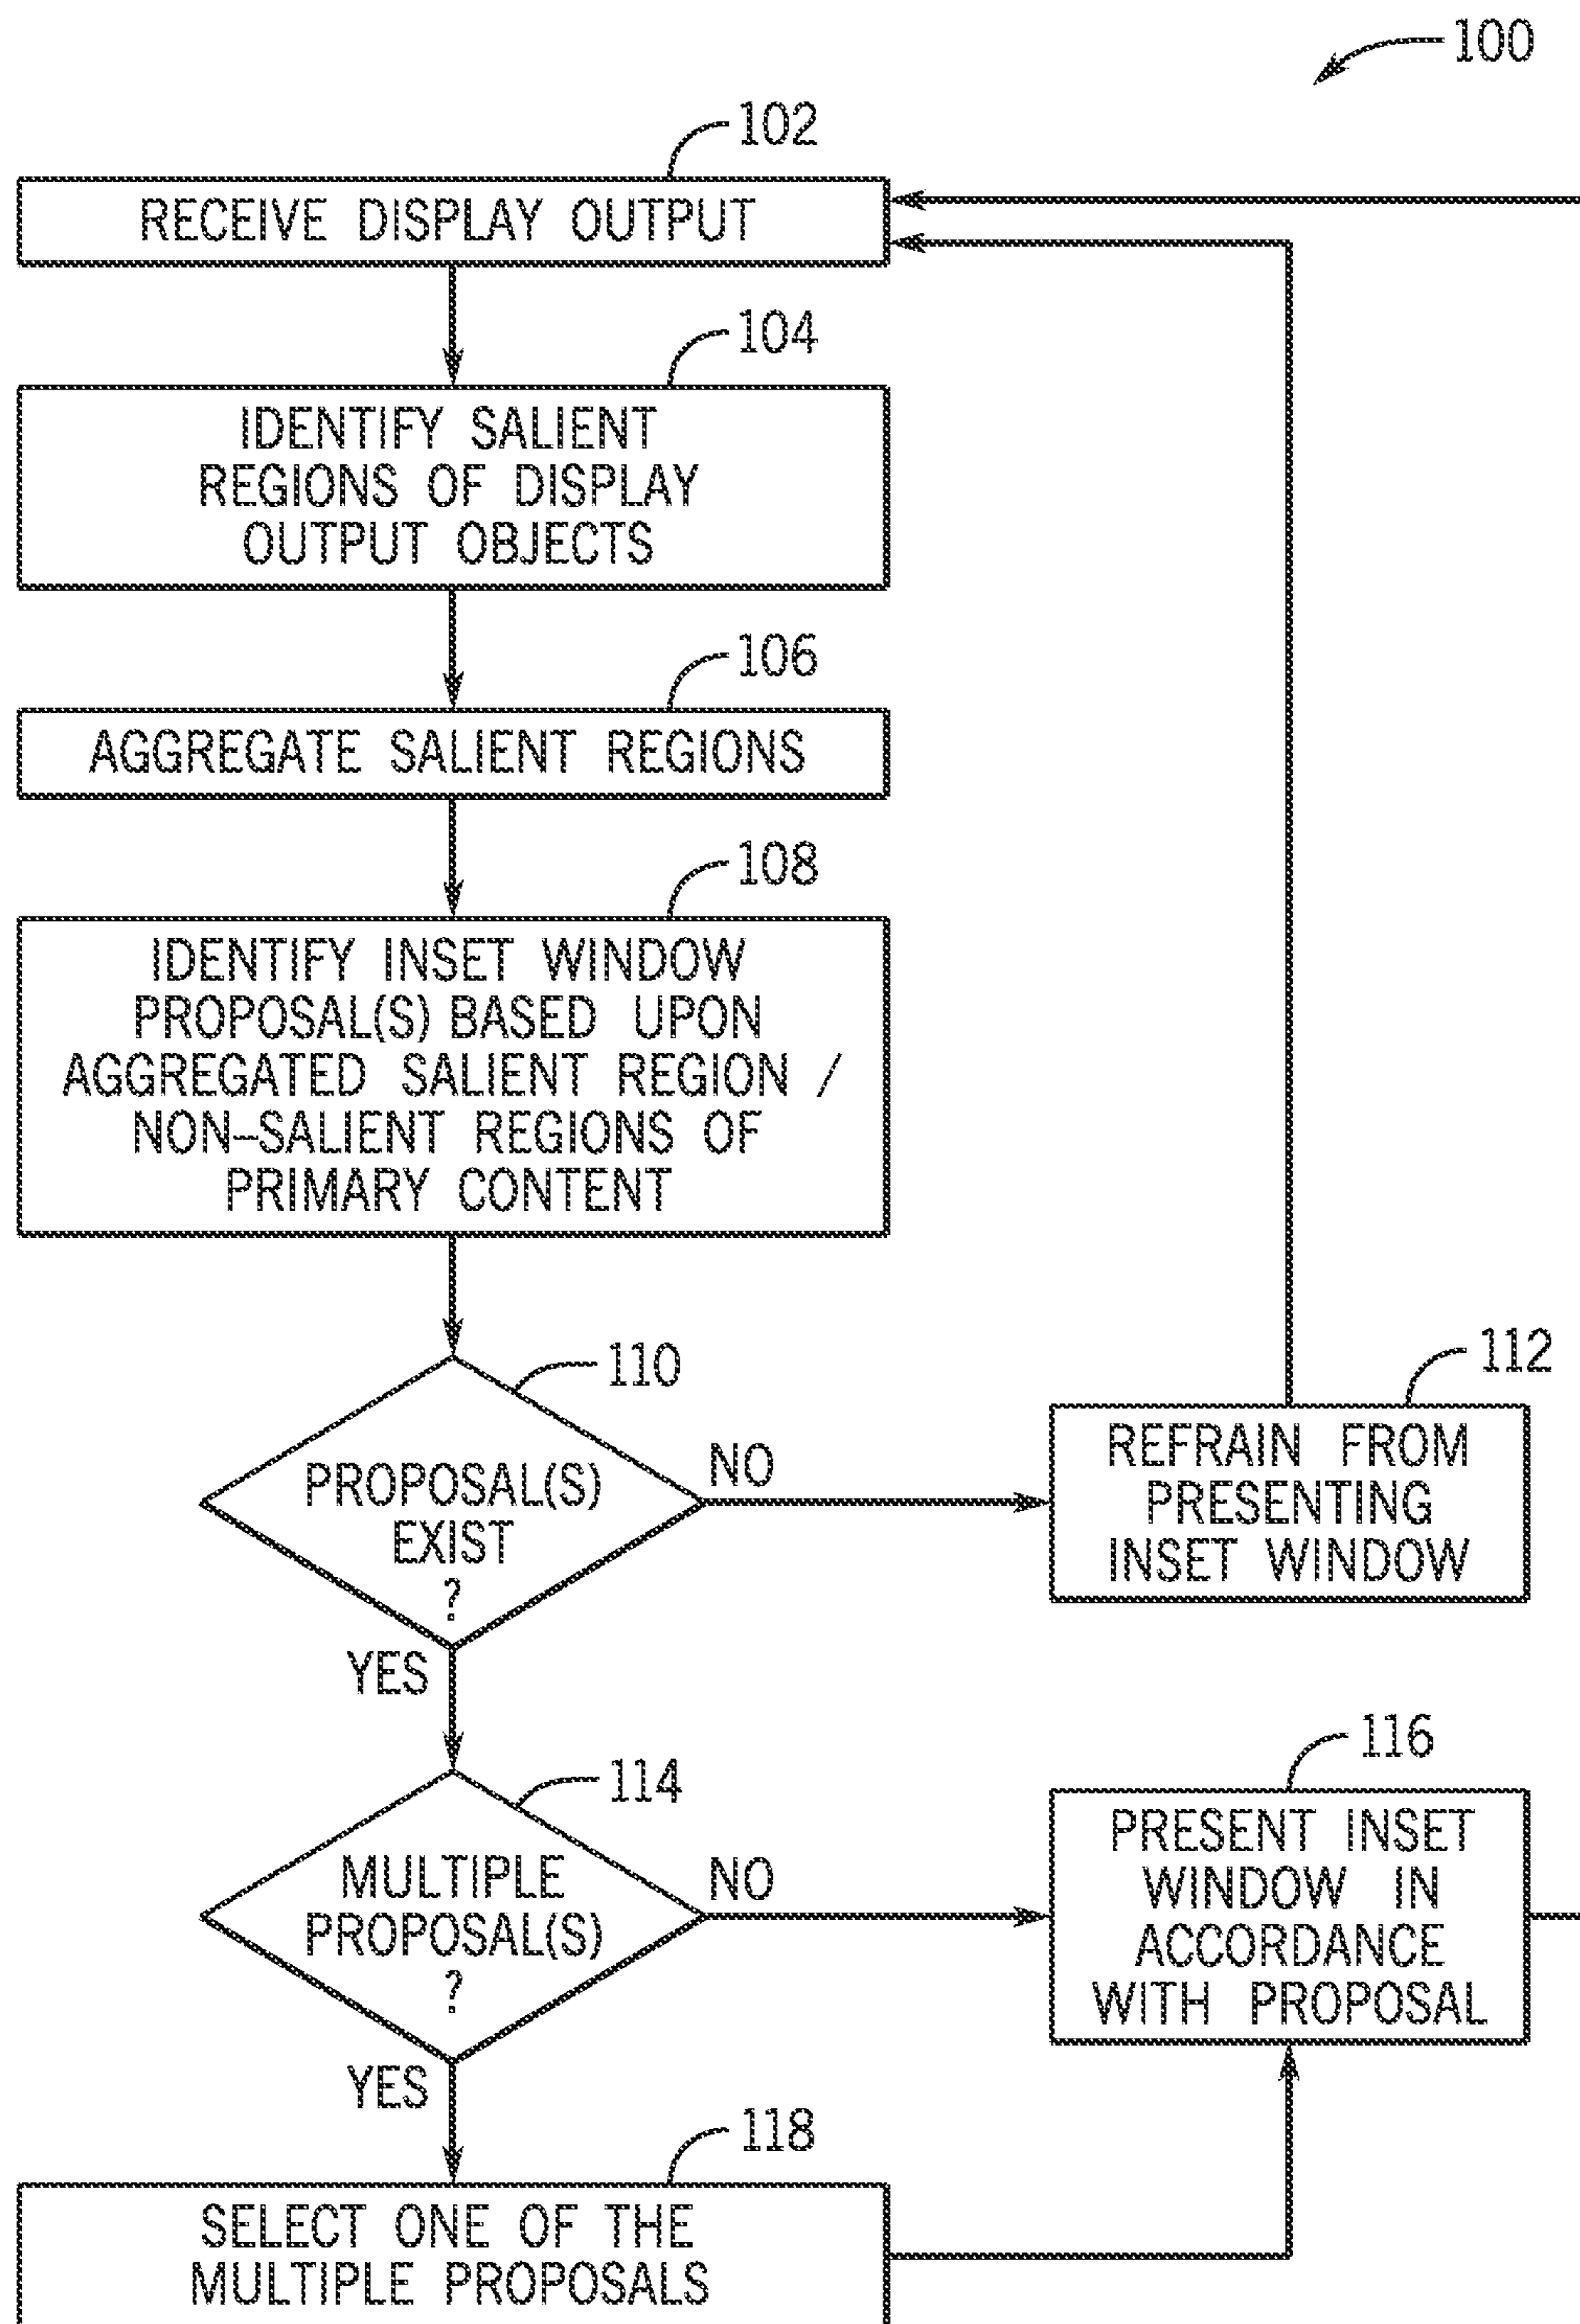 100
102
RECEIVE DISPLAY OUTPUT
104
IDENTIFY SALIENT
REGIONS OF DISPLAY
OUTPUT OBJECTS
106
AGGREGATE SALIENT REGIONS
108
IDENTIFY INSET WINDOW
PROPOSAL(S) BASED UPON
AGGREGATED SALIENT REGION /
NON-SALIENT REGIONS OF
PRIMARY CONTENT
110
PROPOSAL(S)
EXIST
?
NO
YES
112
REFRAIN FROM
PRESENTING
INSET WINDOW
114
MULTIPLE
PROPOSAL(S)
?
NO
YES
116
PRESENT INSET
WINDOW IN
ACCORDANCE
WITH PROPOSAL
118
SELECT ONE OF THE
MULTIPLE PROPOSALS